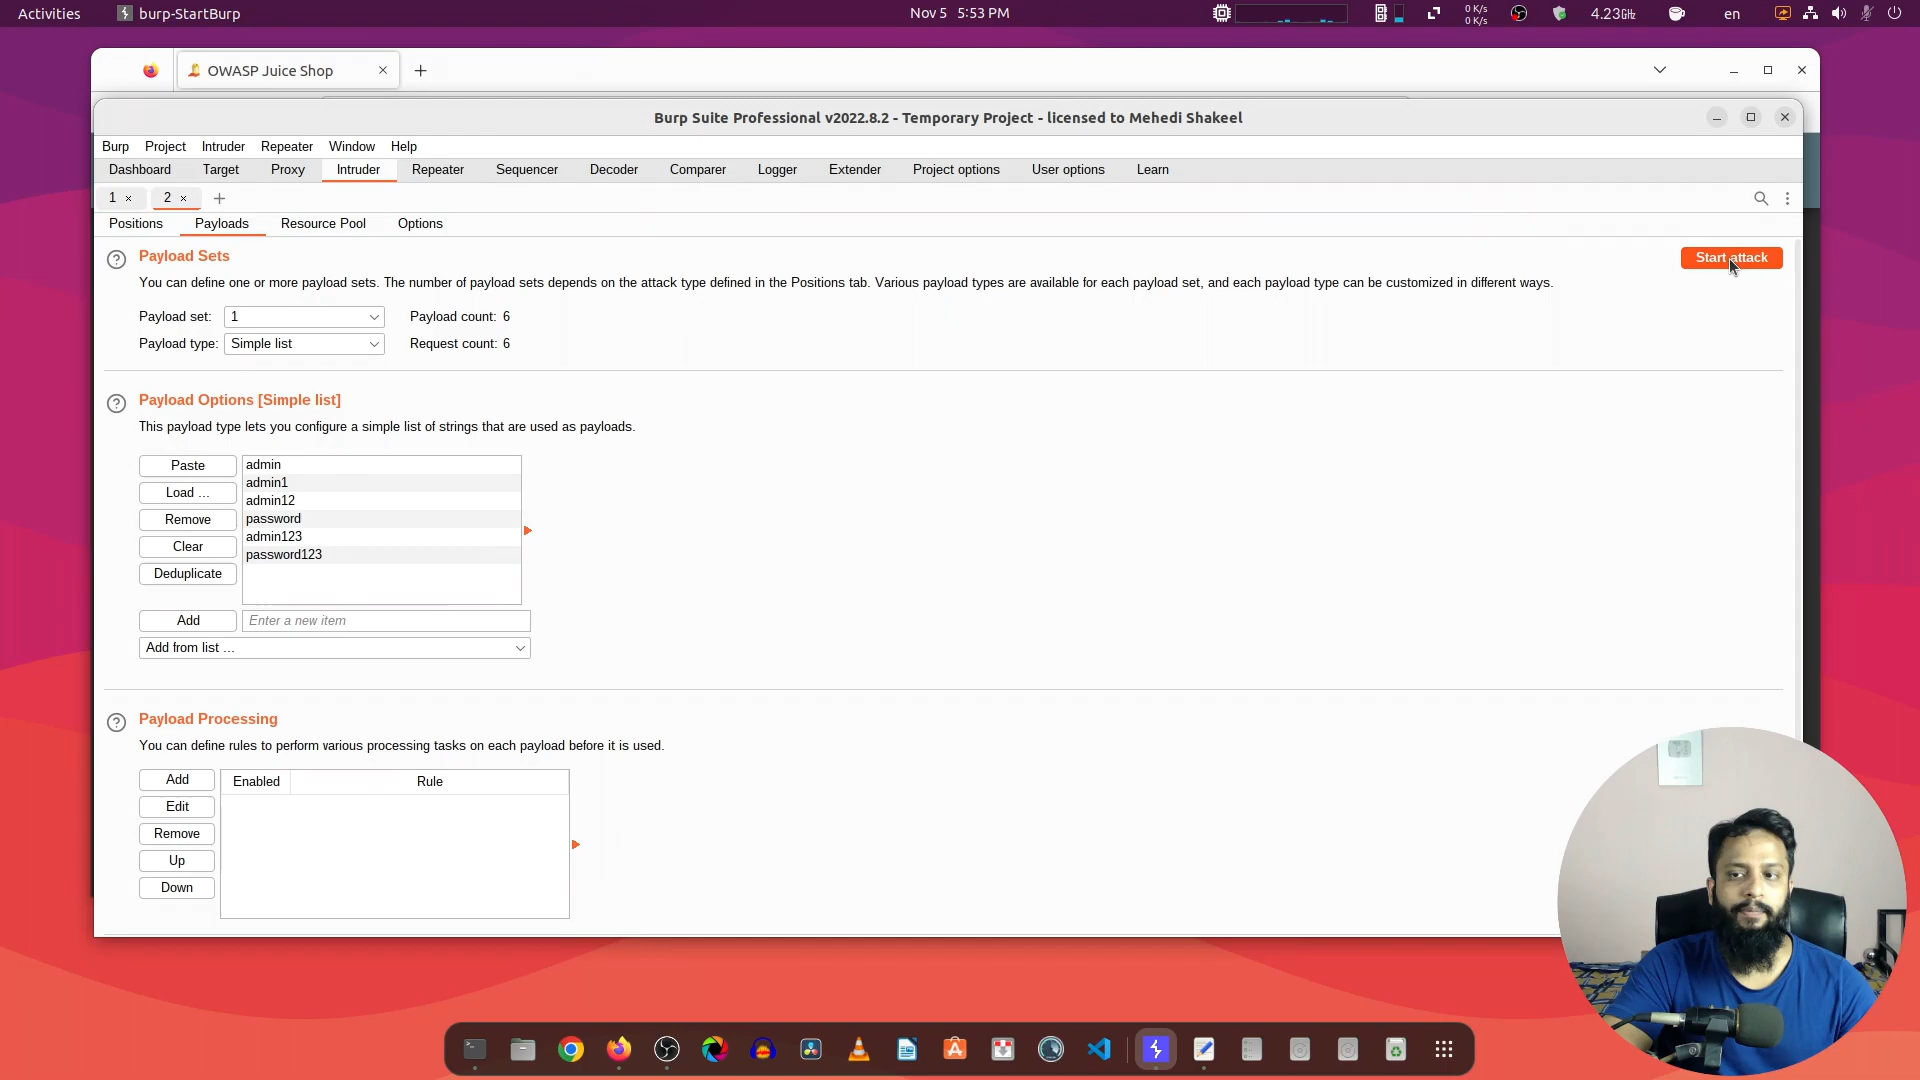 Activities
burp-StartBurp
Nov 5 5:53 PM
0 K/s
0 K/s
4.23GHz
en
OWASP Juice Shop
Burp Suite Professional v2022.8.2 - Temporary Project - licensed to Mehedi Shakeel
Burp Project Intruder Repeater Window Help
Dashboard Target Proxy Intruder Repeater Sequencer Decoder Comparer Logger Extender Project options User options Learn
1 × 2 ×
Positions Payloads Resource Pool Options
Payload Sets
Start attack
You can define one or more payload sets. The number of payload sets depends on the attack type defined in the Positions tab. Various payload types are available for each payload set, and each payload type can be customized in different ways.
Payload set: 1 Payload count: 6
Payload type: Simple list Request count: 6
Payload Options [Simple list]
This payload type lets you configure a simple list of strings that are used as payloads.
Paste
Load ...
Remove
Clear
Deduplicate
admin
admin1
admin12
password
admin123
password123
Add
Enter a new item
Add from list ...
Payload Processing
You can define rules to perform various processing tasks on each payload before it is used.
Add
Edit
Remove
Up
Down
Enabled Rule